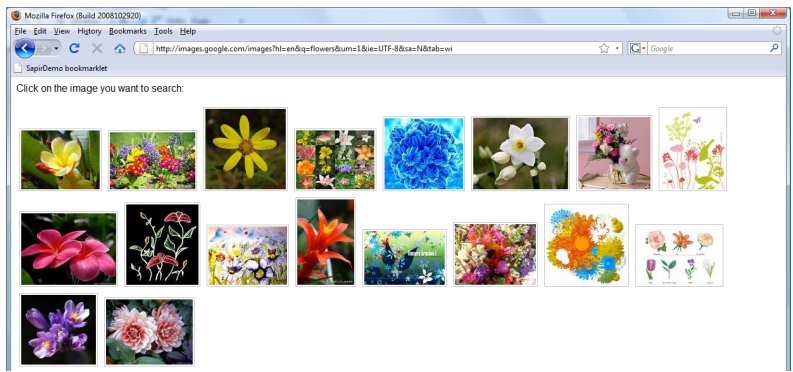 Mozilla Firefox (Build 2008102920)
File Edit View History Bookmarks Tools Help
http://images.google.com/images?hl=en&q=flowers&um=1&ie=UTF-8&sa=N&tab=wi
G Google
SapirDemo bookmarklet
Click on the image you want to search: